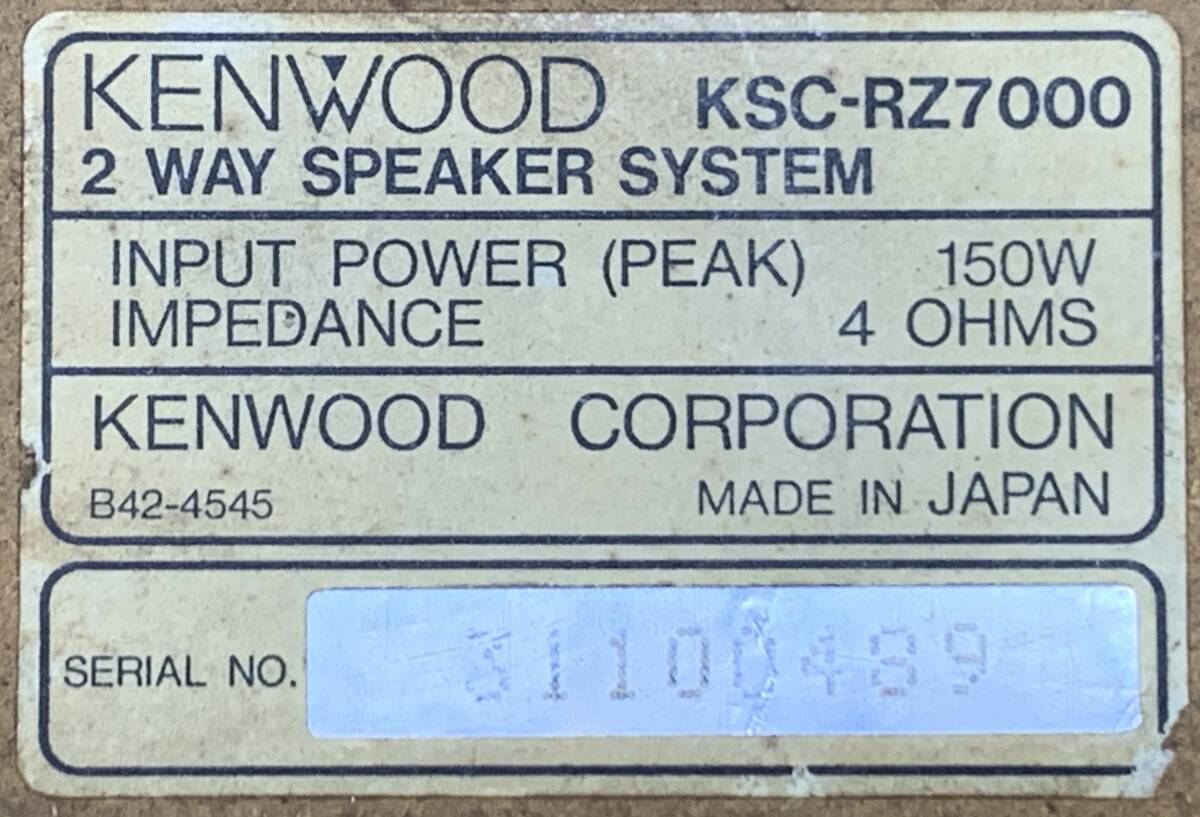 KENWOOD KSC-RZ7000
2 WAY SPEAKER SYSTEM
INPUT POWER (PEAK) 150W
IMPEDANCE 4 OHMS
KENWOOD CORPORATION
B42-4545 MADE IN JAPAN
SERIAL NO.